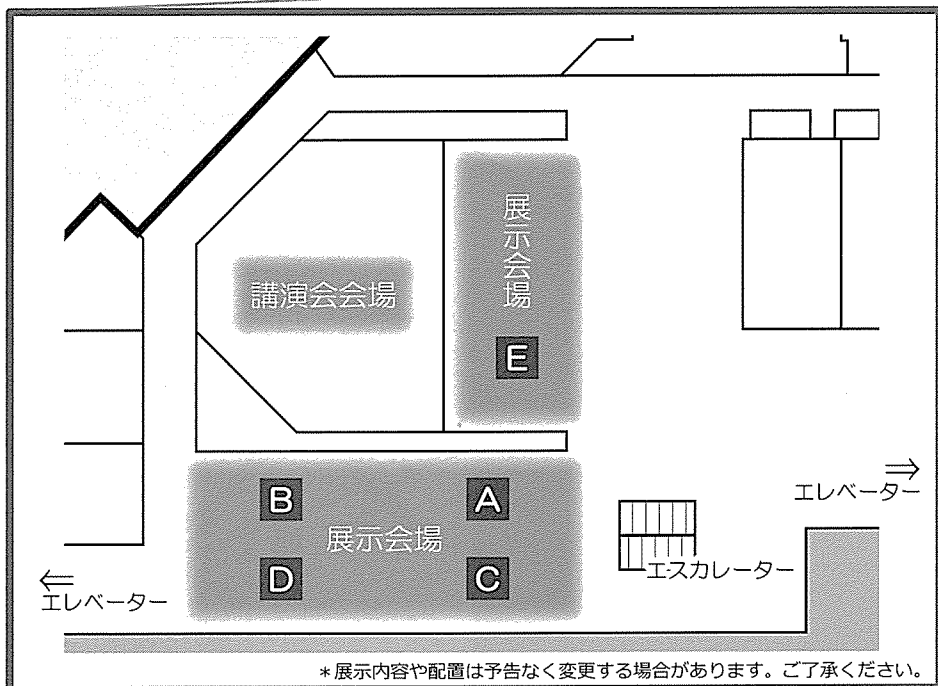 展示会場
講演会会場
E
B
A
展示会場
D
C
エレベーター
エスカレーター
エレベーター
＊展示内容や配置は予告なく変更する場合があります。ご了承ください。